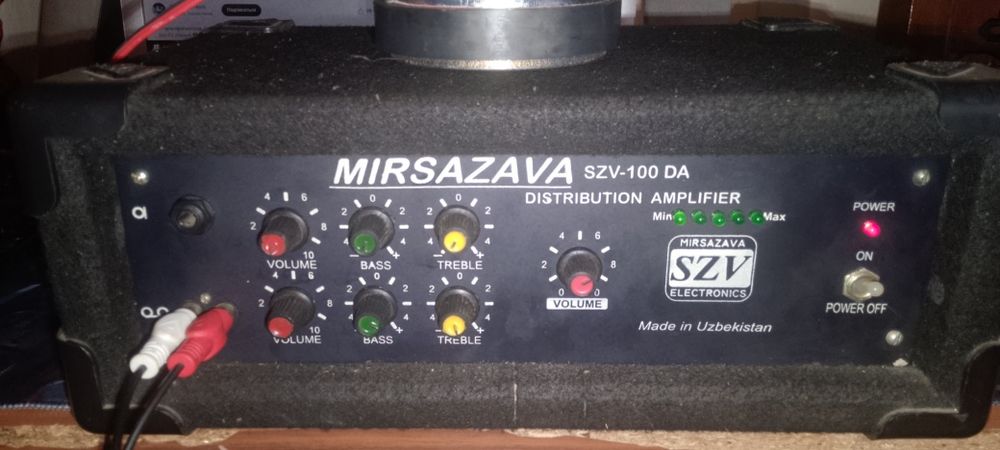 MIRSAZAVA SZV-100 DA
DISTRIBUTION AMPLIFIER
Min Max
POWER
ON
POWER OFF
MIRSAZAVA
SZV
ELECTRONICS
Made in Uzbekistan
2 4 6 8 10
VOLUME
2 0 2 4 - +
BASS
4 2 0 2 4 - +
TREBLE
2 4 6 8 10
VOLUME
2 0 2 4 - +
BASS
4 2 0 2 4 - +
TREBLE
0 2 4 6 8
VOLUME